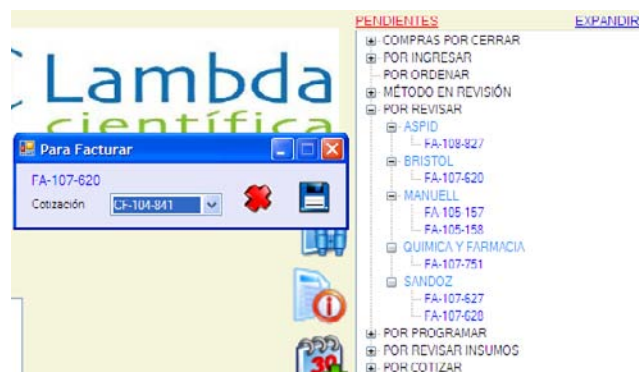 PENDIENTES EXPANDIR
COMPRAS POR CERRAR
POR INGRESAR
POR ORDENAR
MÉTODO EN REVISIÓN
POR REVISAR
ASPID
FA-108-827
BRISTOL
FA-107-620
MANUELL
FA-105-157
FA-105-158
QUIMICA Y FARMACIA
FA-107-751
SANDOZ
FA-107-627
FA-107-628
POR PROGRAMAR
POR REVISAR INSUMOS
POR COTIZAR
Lambda
científica
Para Facturar
FA-107-620
Cotización CF-104-841
30